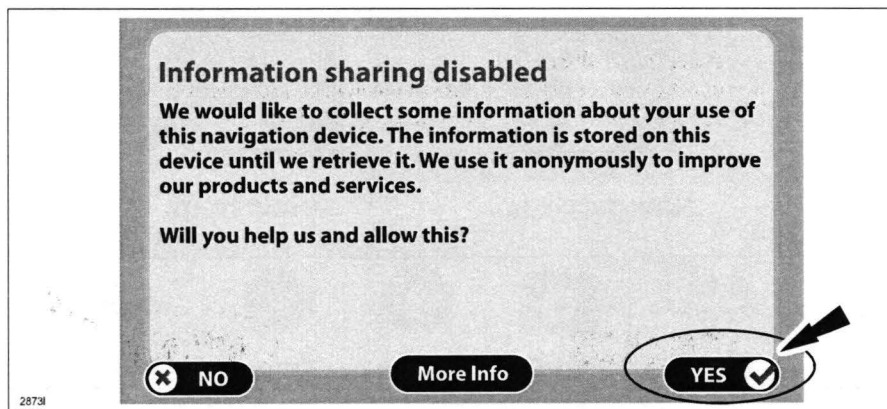 Information sharing disabled
We would like to collect some information about your use of
this navigation device. The information is stored on this
device until we retrieve it. We use it anonymously to improve
our products and services.
Will you help us and allow this?
NO
More Info
YES
2873I